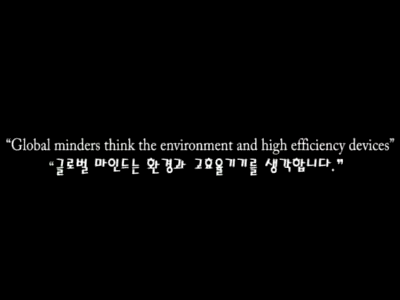 “Global minders think the environment and high efficiency devices”
“글로벌 마인드는 환경과 고효율기기를 생각합니다.”